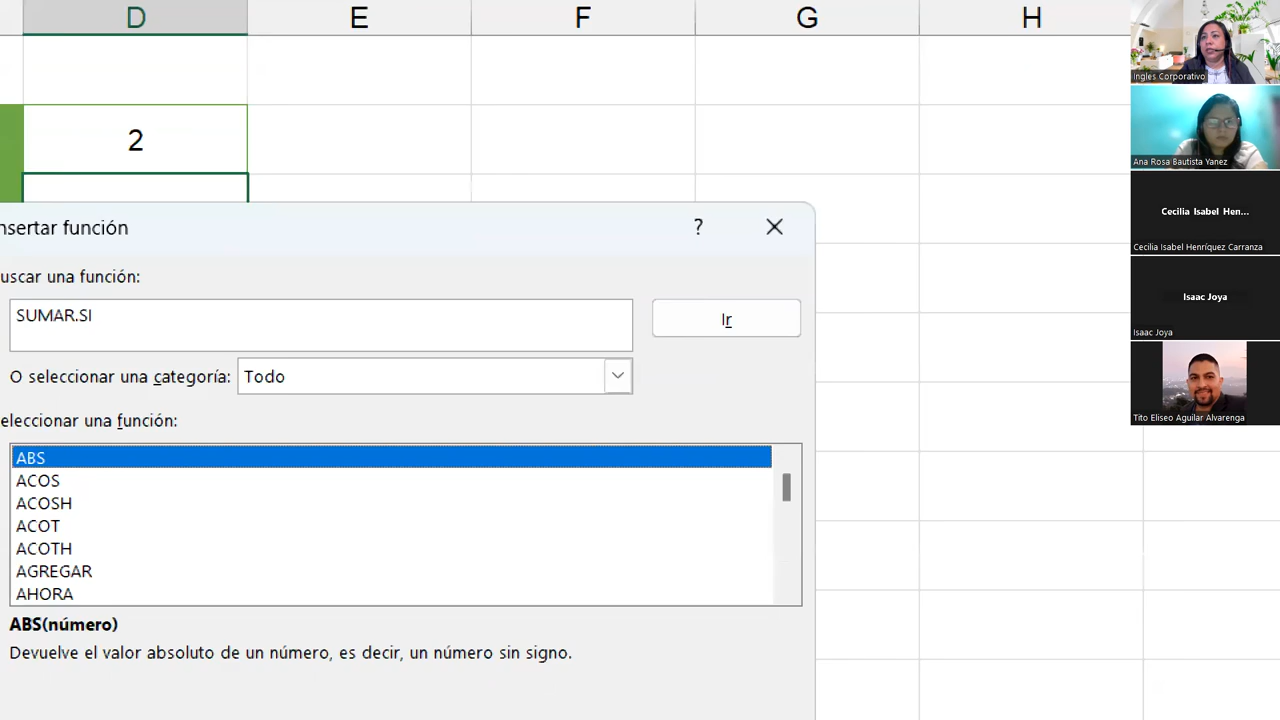 D E F G H
2
nsertar función ? ×
uscar una función:
SUMAR.SI
Ir
O seleccionar una categoría: Todo
eleccionar una función:
ABS
ACOS
ACOSH
ACOT
ACOTH
AGREGAR
AHORA
ABS(número)
Devuelve el valor absoluto de un número, es decir, un número sin signo.
Ingles Corporativo
Ana Rosa Bautista Yanez
Cecilia Isabel Hen...
Cecilia Isabel Henríquez Carranza
Isaac Joya
Isaac Joya
Tito Eliseo Aguilar Alvarenga